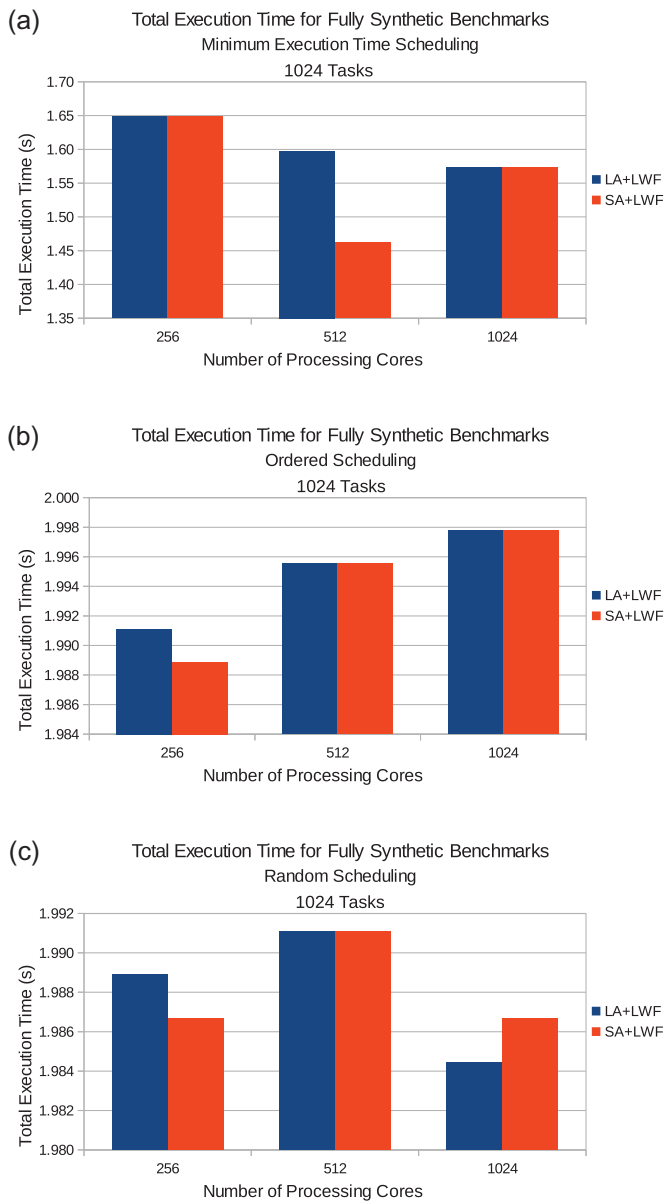 (a)
Total Execution Time for Fully Synthetic Benchmarks
Minimum Execution Time Scheduling
1024 Tasks
Total Execution Time (s)
1.70
1.65
1.60
1.55
1.50
1.45
1.40
1.35
256
512
1024
Number of Processing Cores
LA+LWF
SA+LWF
(b)
Total Execution Time for Fully Synthetic Benchmarks
Ordered Scheduling
1024 Tasks
Total Execution Time (s)
2.000
1.998
1.996
1.994
1.992
1.990
1.988
1.986
1.984
256
512
1024
Number of Processing Cores
LA+LWF
SA+LWF
(c)
Total Execution Time for Fully Synthetic Benchmarks
Random Scheduling
1024 Tasks
Total Execution Time (s)
1.992
1.990
1.988
1.986
1.984
1.982
1.980
256
512
1024
Number of Processing Cores
LA+LWF
SA+LWF